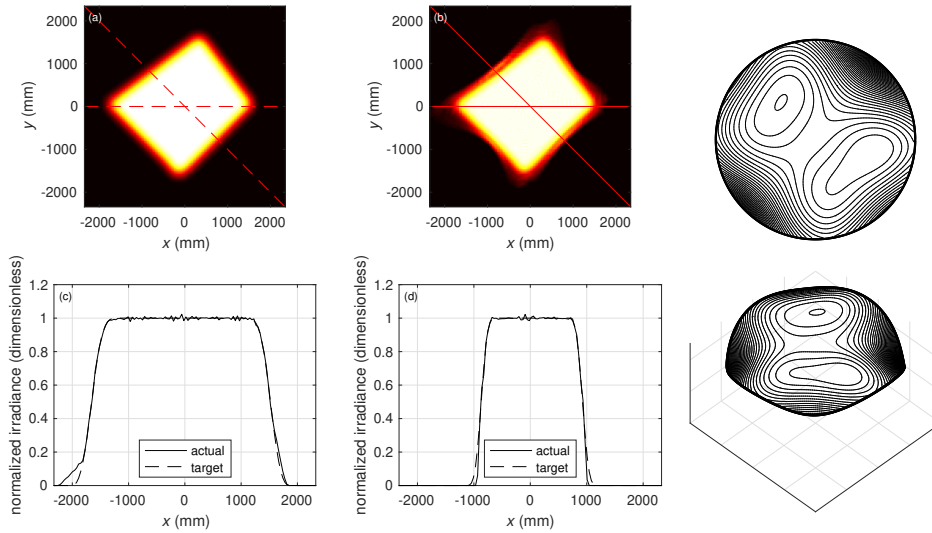 (a)
2000
1000
0
-1000
-2000
y (mm)
-2000 -1000 0 1000 2000
x (mm)
(b)
2000
1000
0
-1000
-2000
y (mm)
-2000 -1000 0 1000 2000
x (mm)
(c)
1.2
1
0.8
0.6
0.4
0.2
0
normalized irradiance (dimensionless)
actual
target
-2000 -1000 0 1000 2000
x (mm)
(d)
1.2
1
0.8
0.6
0.4
0.2
0
normalized irradiance (dimensionless)
actual
target
-2000 -1000 0 1000 2000
x (mm)